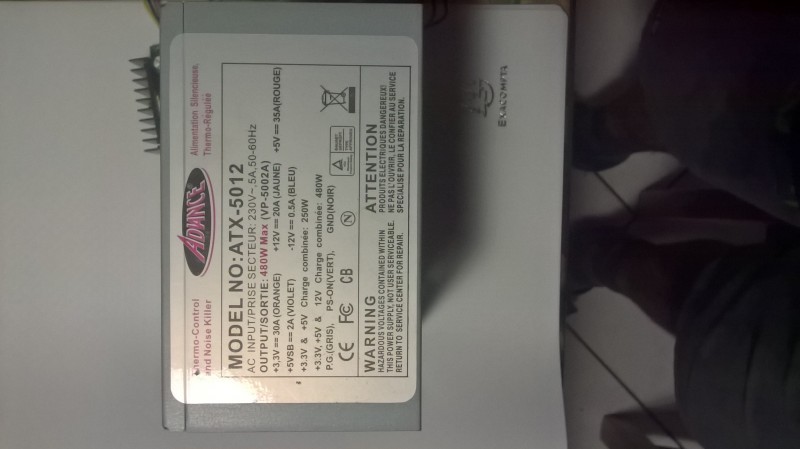 Thermo-Control
and Noise Killer
ADVANCE
Alimentation Silencieuse,
Thermo-Régulée
MODEL NO:ATX-5012
AC INPUT/PRISE SECTEUR: 230V~,5A,50-60Hz
OUTPUT/SORTIE: 480W Max (VP-5002A)
+3,3V == 30A (ORANGE) +12V == 20A (JAUNE) +5V == 35A(ROUGE)
+5VSB == 2A (VIOLET) -12V == 0.5A (BLEU)
+3.3V & +5V Charge combinée: 250W
+3.3V, +5V & 12V Charge combinée: 480W
P.G.(GRIS), PS-ON(VERT), GND(NOIR)
CE FC CB N
WARNING
HAZARDOUS VOLTAGES CONTAINED WITHIN
THIS POWER SUPPLY, NOT USER SERVICEABLE.
RETURN TO SERVICE CENTER FOR REPAIR.
ATTENTION
PRODUITS ELECTRIQUES DANGEREUX!
NE PAS L'OUVRIR, LE CONFIER AU SERVICE
SPECIALISE POUR LA REPARATION.
EXACOMPTA